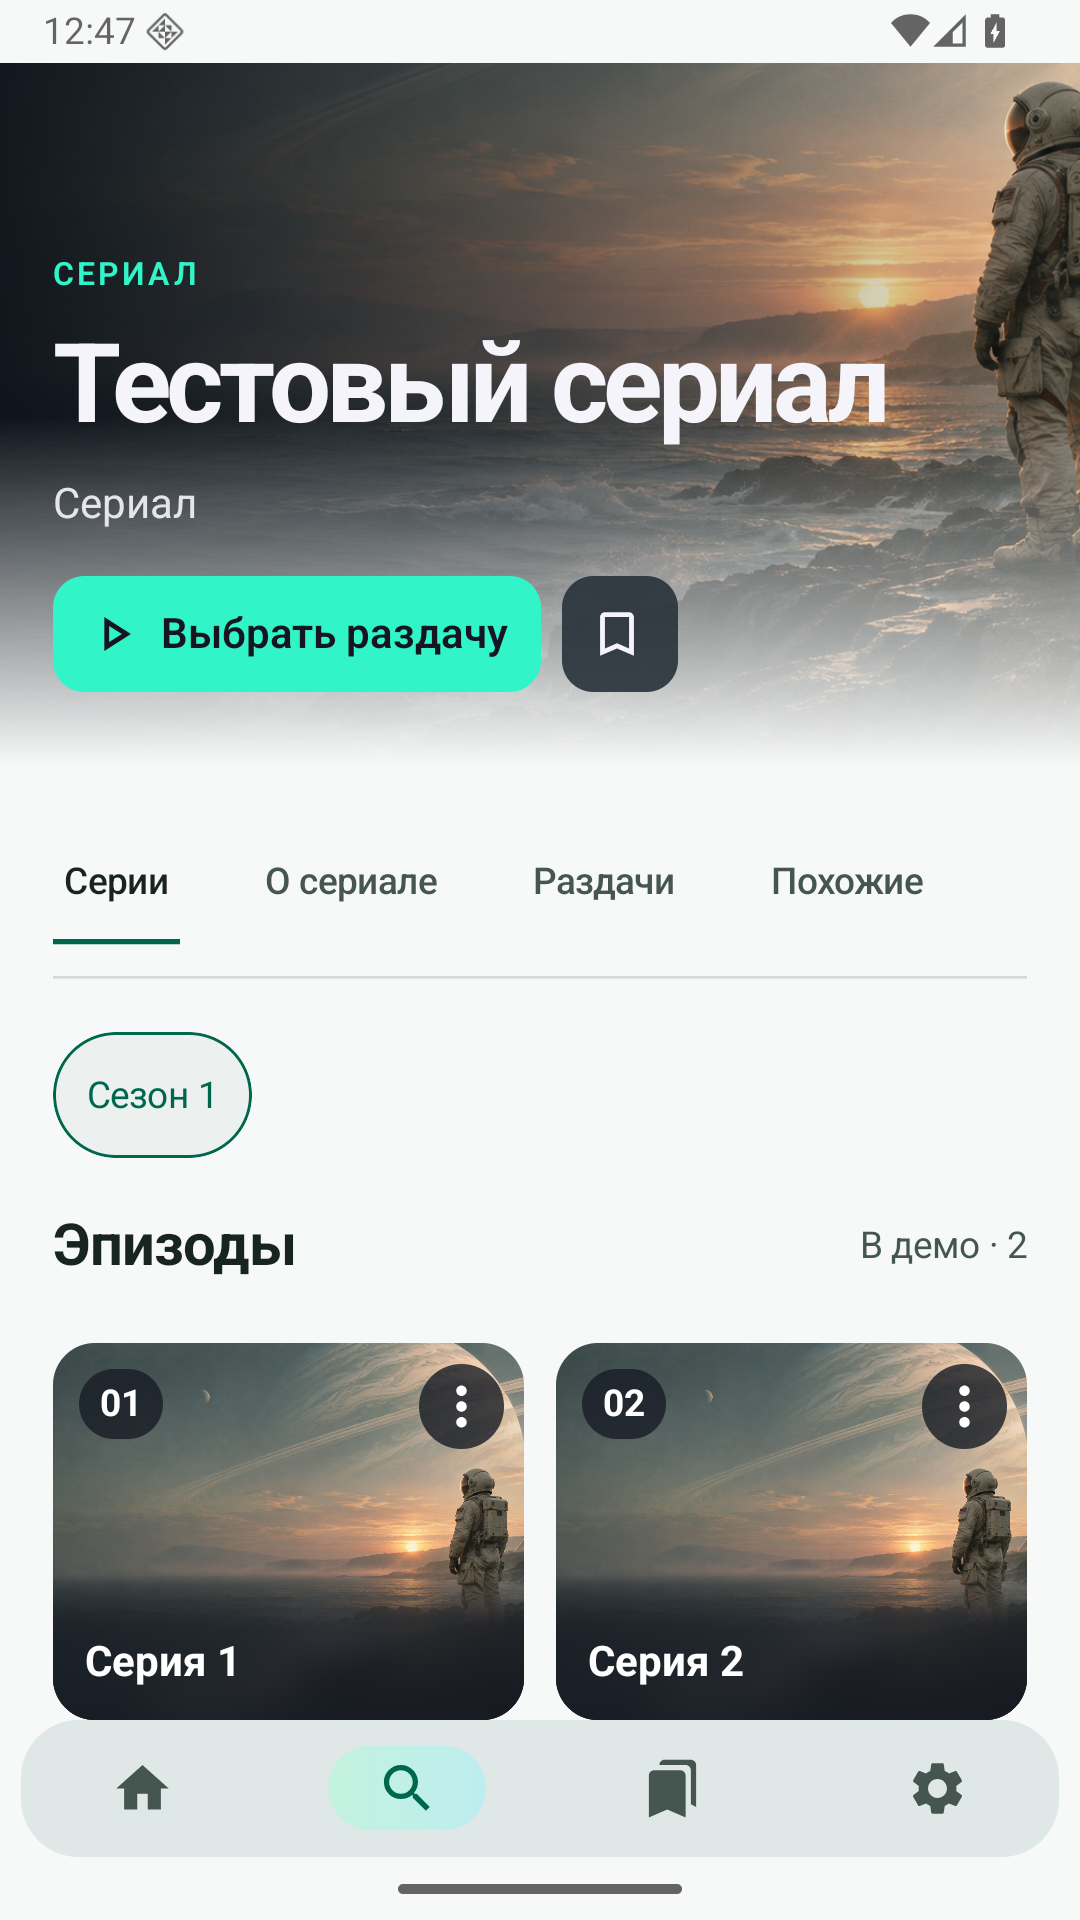 12:47
СЕРИАЛ
Тестовый сериал
Сериал
Выбрать раздачу
Серии
О сериале
Раздачи
Похожие
Сезон 1
Эпизоды
В демо · 2
01
02
Серия 1
Серия 2